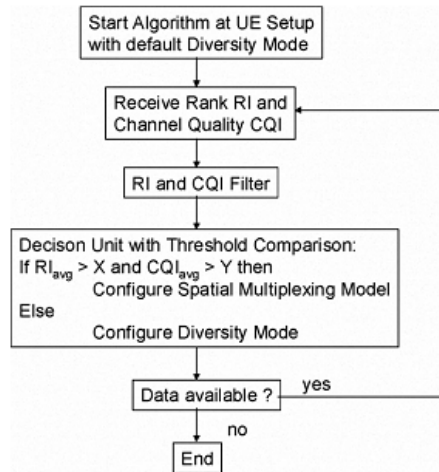 Start Algorithm at UE Setup
with default Diversity Mode
Receive Rank RI and
Channel Quality CQI
RI and CQI Filter
Decison Unit with Threshold Comparison:
If RIavg > X and CQIavg > Y then
Configure Spatial Multiplexing Model
Else
Configure Diversity Mode
Data available ?
yes
no
End